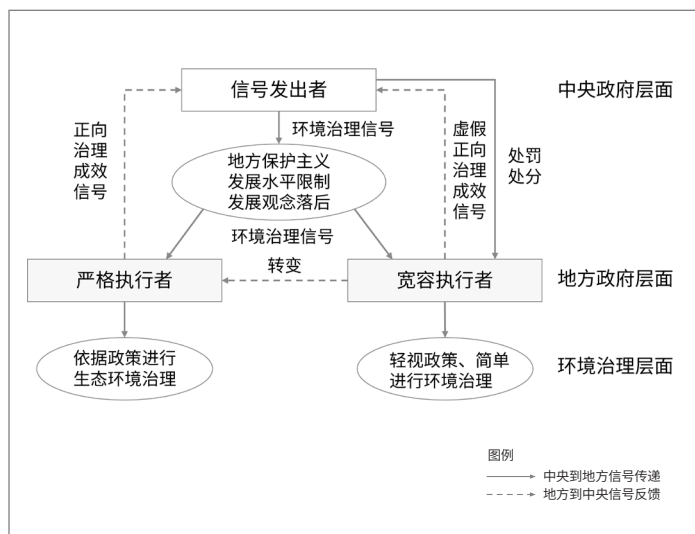 信号发出者
中央政府层面
正向
治理
成效
信号
环境治理信号
虚假
正向
治理
成效
信号
处罚
处分
地方保护主义
发展水平限制
发展观念落后
环境治理信号
严格执行者
转变
宽容执行者
地方政府层面
依据政策进行
生态环境治理
轻视政策、简单
进行环境治理
环境治理层面
图例
中央到地方信号传递
地方到中央信号反馈